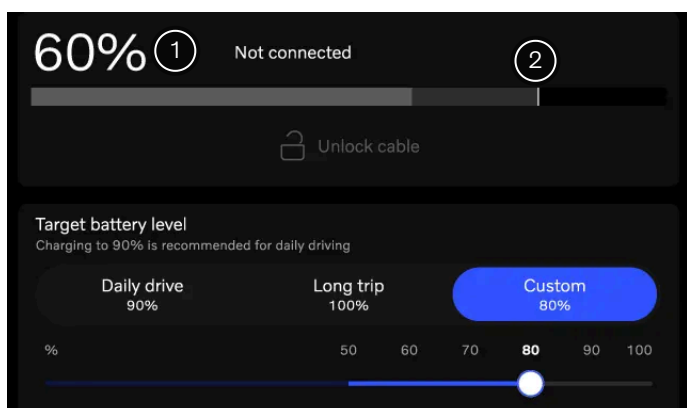 60% 1 Not connected 2
Unlock cable
Target battery level
Charging to 90% is recommended for daily driving
Daily drive Long trip Custom
90% 100% 80%
% 50 60 70 80 90 100